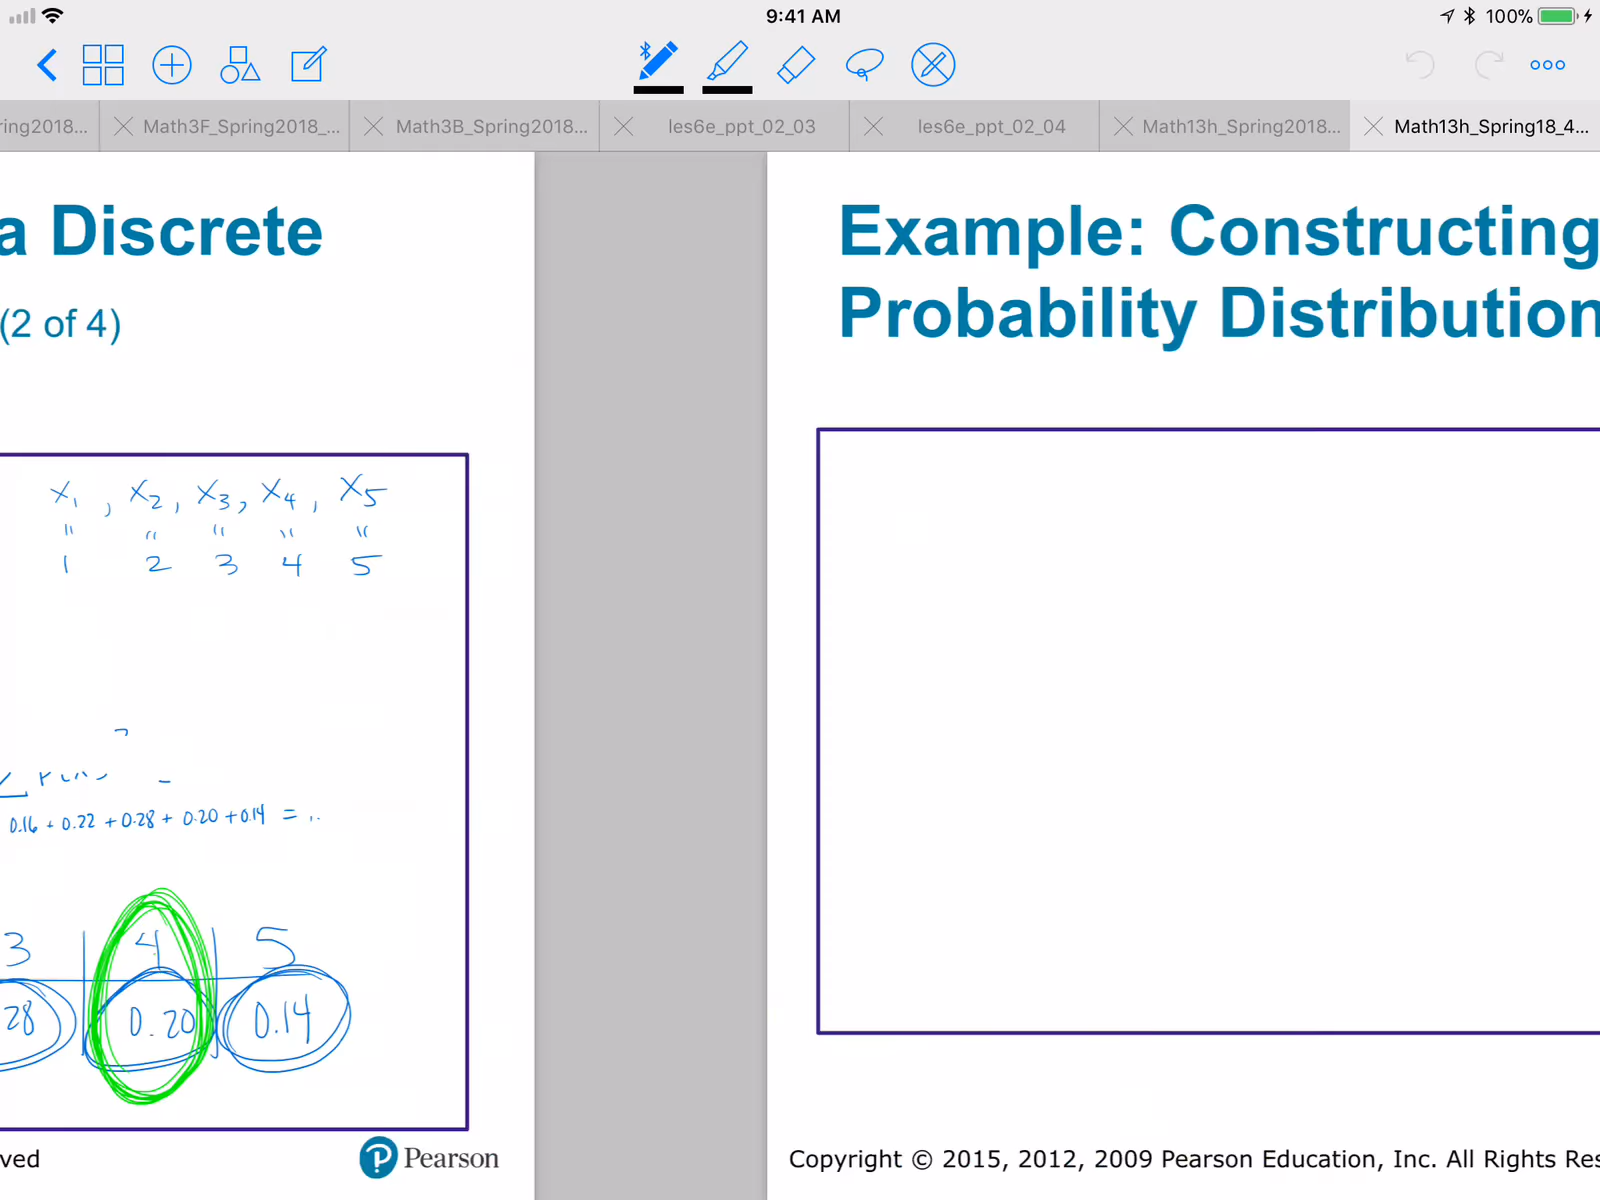 9:41 AM
100%
ring2018...
Math3F_Spring2018_...
Math3B_Spring2018...
les6e_ppt_02_03
les6e_ppt_02_04
Math13h_Spring2018...
Math13h_Spring18_4...
a Discrete
(2 of 4)
X1 , X2, X3, X4, X5
" " " " "
1 2 3 4 5
0.16 + 0.22 + 0.28 + 0.20 + 0.14 =
3 | 4 | 5
28 0.20 0.14
ved
Pearson
Example: Constructing
Probability Distribution
Copyright © 2015, 2012, 2009 Pearson Education, Inc. All Rights Res